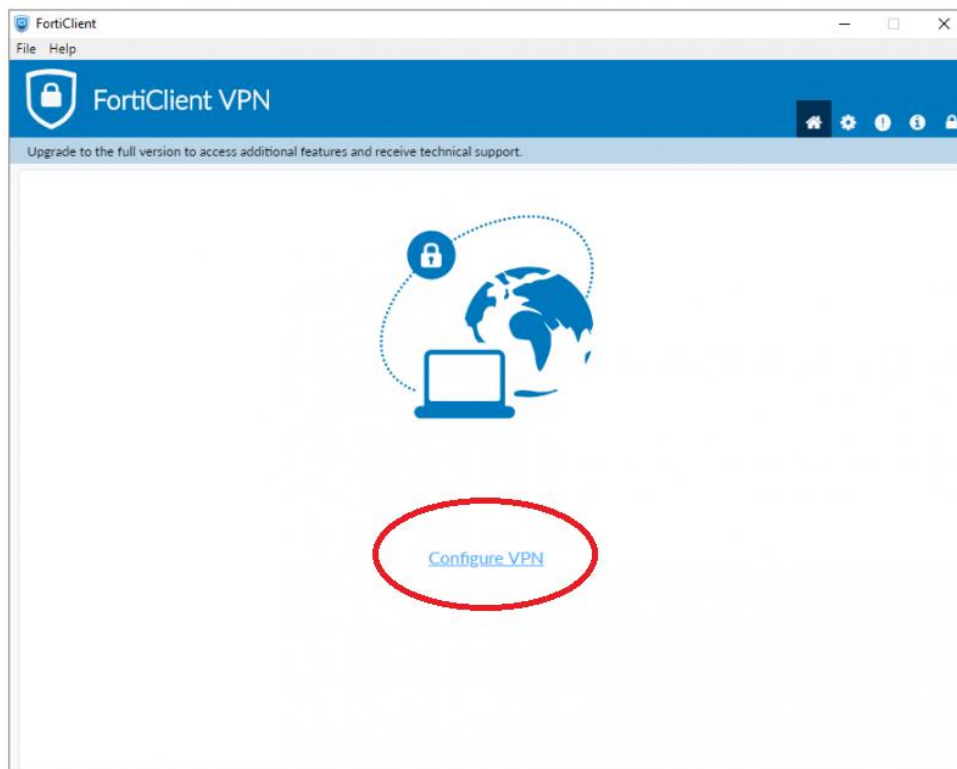 FortiClient
File Help
FortiClient VPN
Upgrade to the full version to access additional features and receive technical support.
Configure VPN